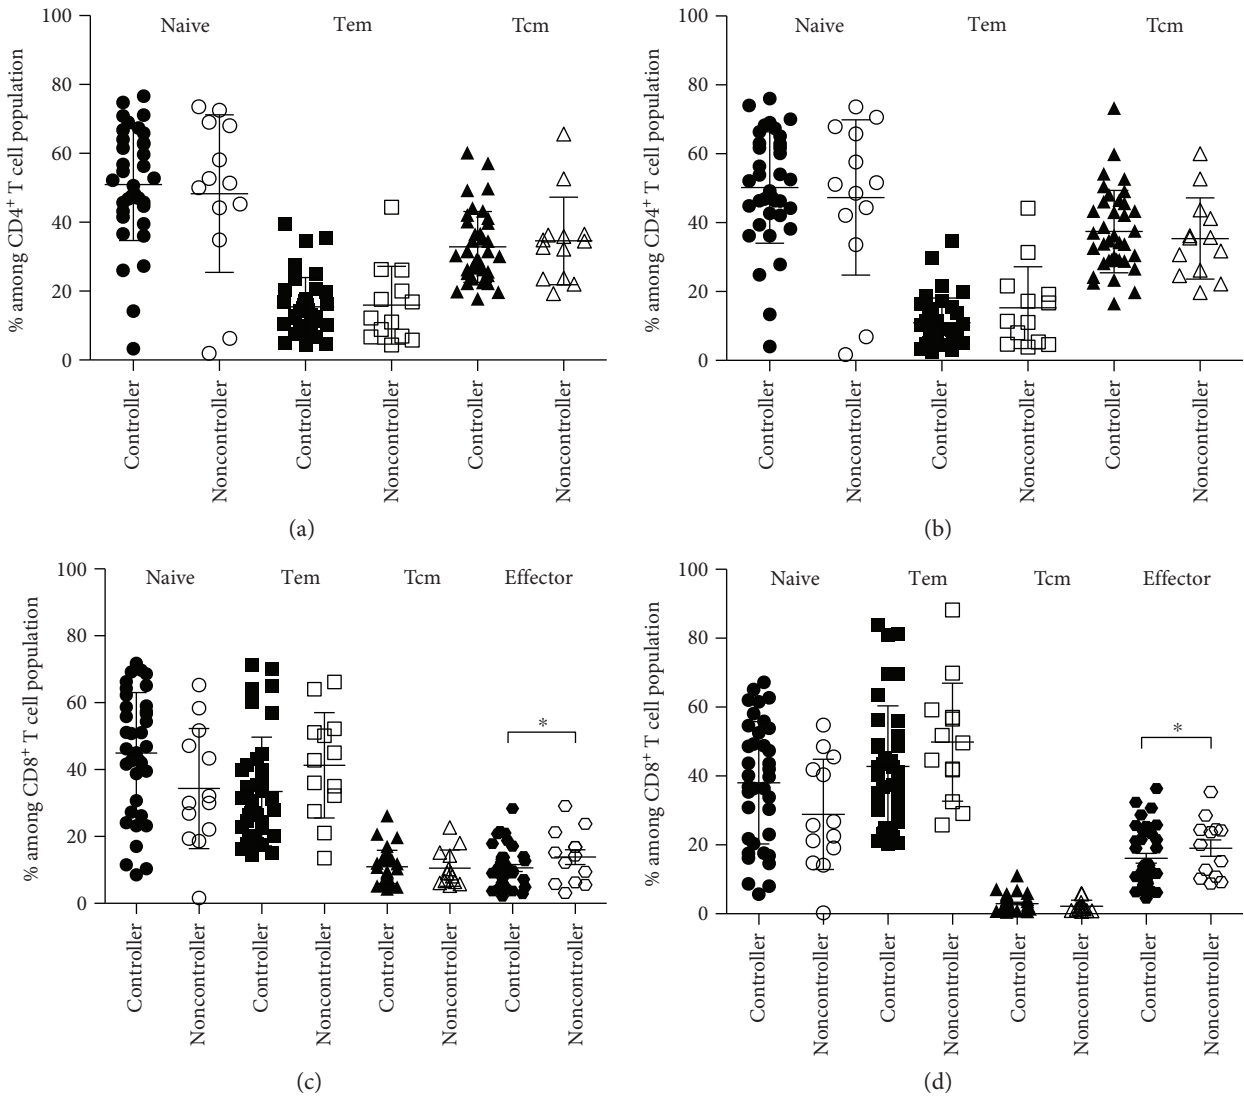 % among CD4⁺ T cell population
100
80
60
40
20
0
Naive Tem Tcm
Controller Noncontroller Controller Noncontroller Controller Noncontroller
(a)
% among CD4⁺ T cell population
100
80
60
40
20
0
Naive Tem Tcm
Controller Noncontroller Controller Noncontroller Controller Noncontroller
(b)
% among CD8⁺ T cell population
100
80
60
40
20
0
Naive Tem Tcm Effector
*
Controller Noncontroller Controller Noncontroller Controller Noncontroller Controller Noncontroller
(c)
% among CD8⁺ T cell population
100
80
60
40
20
0
Naive Tem Tcm Effector
*
Controller Noncontroller Controller Noncontroller Controller Noncontroller Controller Noncontroller
(d)